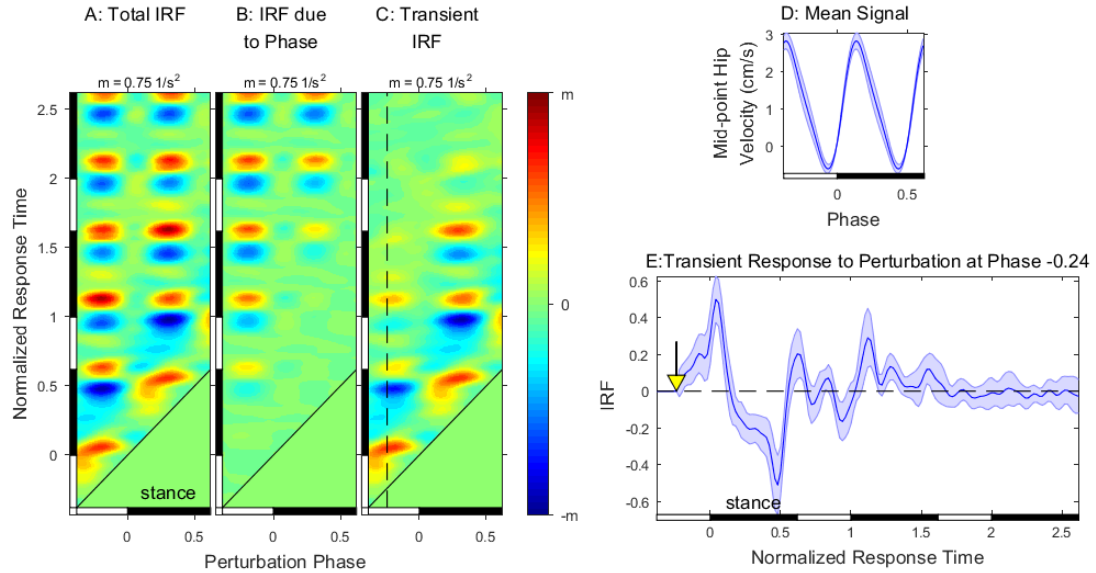 A: Total IRF
B: IRF due
to Phase
C: Transient
IRF
m = 0.75 1/s²
m = 0.75 1/s²
m
0
-m
Normalized Response Time
2.5
2
1.5
1
0.5
0
stance
0
0.5
0
0.5
0
0.5
Perturbation Phase
D: Mean Signal
Mid-point Hip
Velocity (cm/s)
3
2
1
0
0
0.5
Phase
E:Transient Response to Perturbation at Phase -0.24
IRF
0.6
0.4
0.2
0
-0.2
-0.4
-0.6
stance
0
0.5
1
1.5
2
2.5
Normalized Response Time